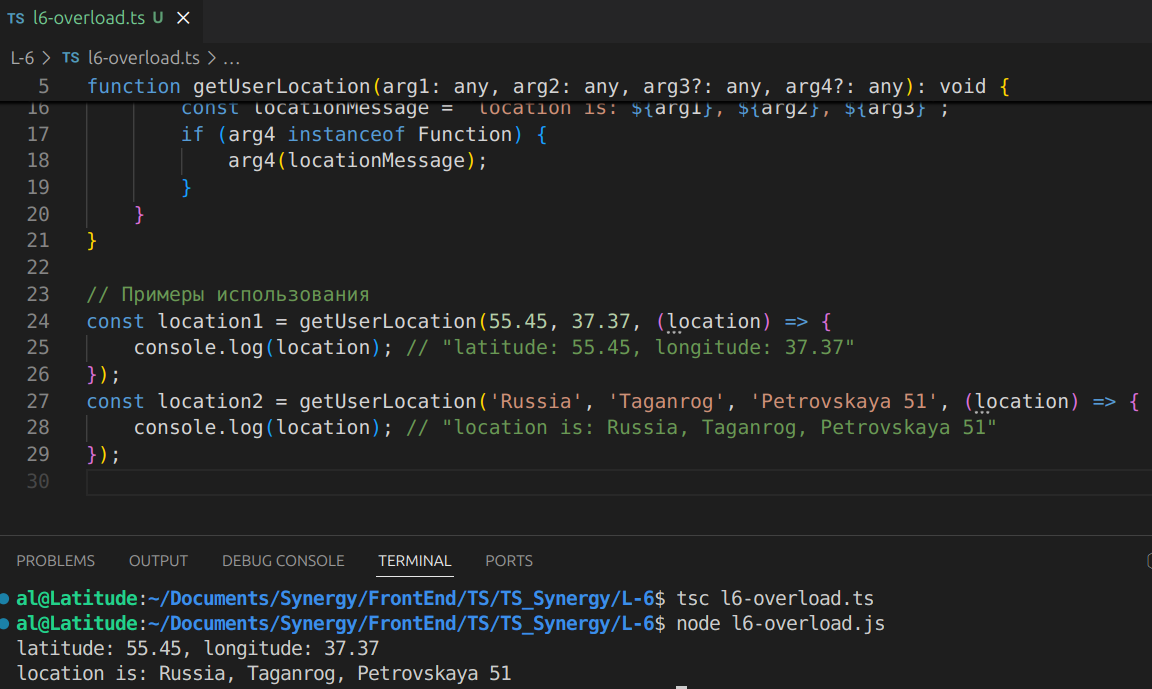 TS l6-overload.ts U ×
L-6 > TS l6-overload.ts > ...
5 function getUserLocation(arg1: any, arg2: any, arg3?: any, arg4?: any): void {
16 const locationMessage = `location is: ${arg1}, ${arg2}, ${arg3}`;
17 if (arg4 instanceof Function) {
18 arg4(locationMessage);
19 }
20 }
21 }
22
23 // Примеры использования
24 const location1 = getUserLocation(55.45, 37.37, (location) => {
25 console.log(location); // "latitude: 55.45, longitude: 37.37"
26 });
27 const location2 = getUserLocation('Russia', 'Taganrog', 'Petrovskaya 51', (location) => {
28 console.log(location); // "location is: Russia, Taganrog, Petrovskaya 51"
29 });
30
PROBLEMS OUTPUT DEBUG CONSOLE TERMINAL PORTS
al@Latitude:~/Documents/Synergy/FrontEnd/TS/TS_Synergy/L-6$ tsc l6-overload.ts
al@Latitude:~/Documents/Synergy/FrontEnd/TS/TS_Synergy/L-6$ node l6-overload.js
latitude: 55.45, longitude: 37.37
location is: Russia, Taganrog, Petrovskaya 51